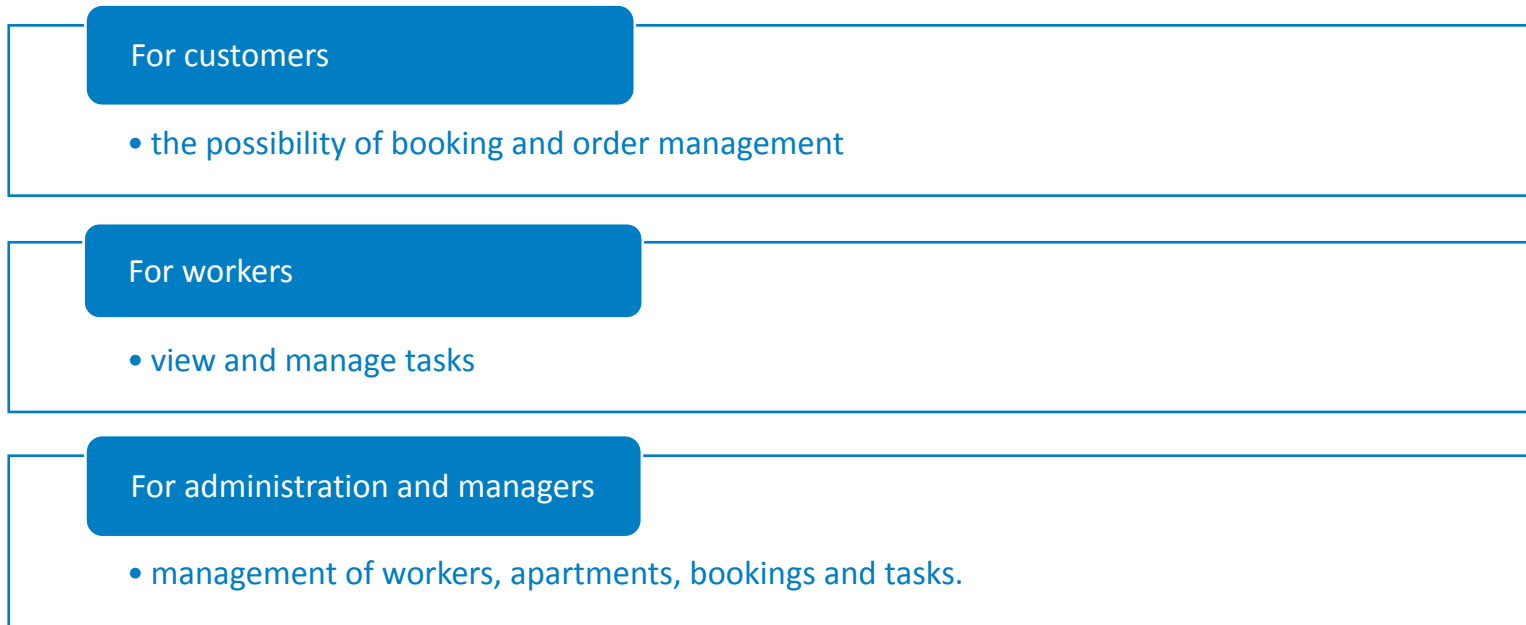 For customers
• the possibility of booking and order management
For workers
• view and manage tasks
For administration and managers
• management of workers, apartments, bookings and tasks.